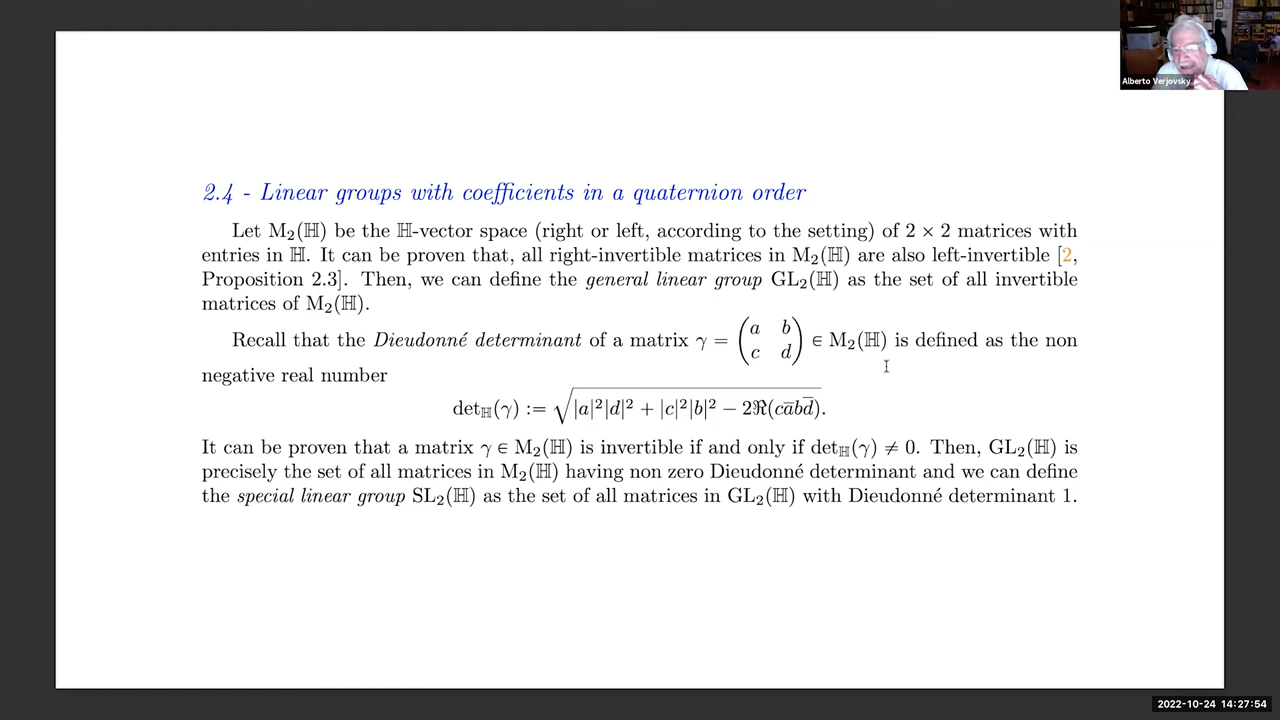 Alberto Verjovsky
2.4 - Linear groups with coefficients in a quaternion order
Let M₂(ℍ) be the ℍ-vector space (right or left, according to the setting) of 2 × 2 matrices with
entries in ℍ. It can be proven that, all right-invertible matrices in M₂(ℍ) are also left-invertible [2,
Proposition 2.3]. Then, we can define the general linear group GL₂(ℍ) as the set of all invertible
matrices of M₂(ℍ).
Recall that the Dieudonné determinant of a matrix γ = (a b c d) ∈ M₂(ℍ) is defined as the non
negative real number
det_ℍ(γ) := √(|a|²|d|² + |c|²|b|² − 2ℜ(ca̅bd̅)).
It can be proven that a matrix γ ∈ M₂(ℍ) is invertible if and only if det_ℍ(γ) ≠ 0. Then, GL₂(ℍ) is
precisely the set of all matrices in M₂(ℍ) having non zero Dieudonné determinant and we can define
the special linear group SL₂(ℍ) as the set of all matrices in GL₂(ℍ) with Dieudonné determinant 1.
2022-10-24 14:27:54